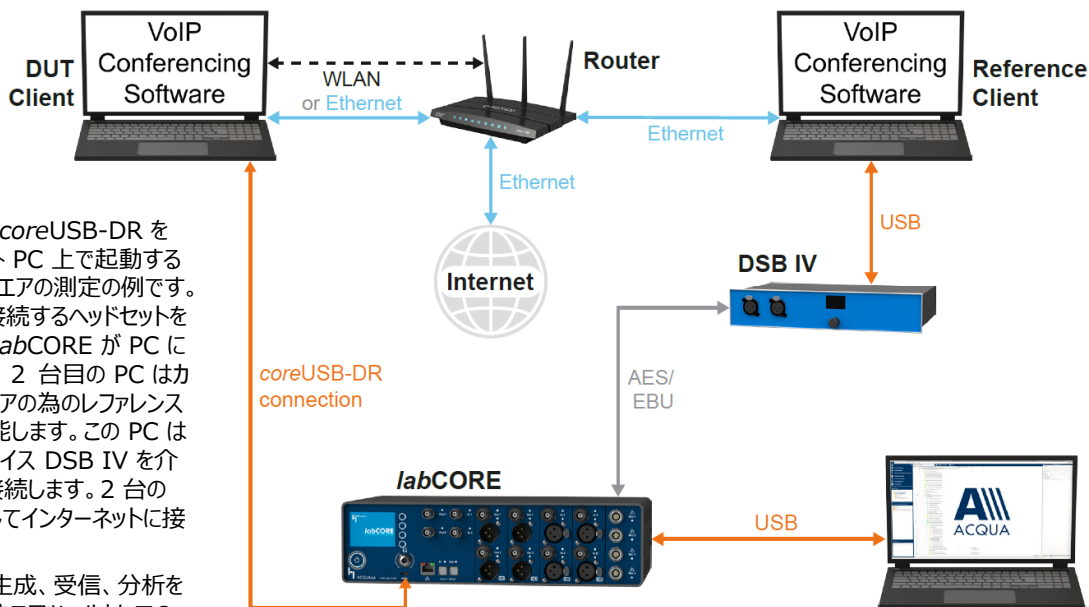 VoIP
Conferencing
Software
DUT
Client
WLAN
or Ethernet
Router
Ethernet
Ethernet
VoIP
Conferencing
Software
Reference
Client
Internet
USB
DSB IV
coreUSB-DR を
ト PC 上で起動する
エアの測定の例です。
接続するヘッドセットを
labCORE が PC に
2 台目の PC はカ
アの為のレファレンス
能します。この PC は
イス DSB IV を介
接続します。2 台の
してインターネットに接
生成、受信、分析を
coreUSB-DR
connection
AES/
EBU
labCORE
labCORE
USB
ACQUA